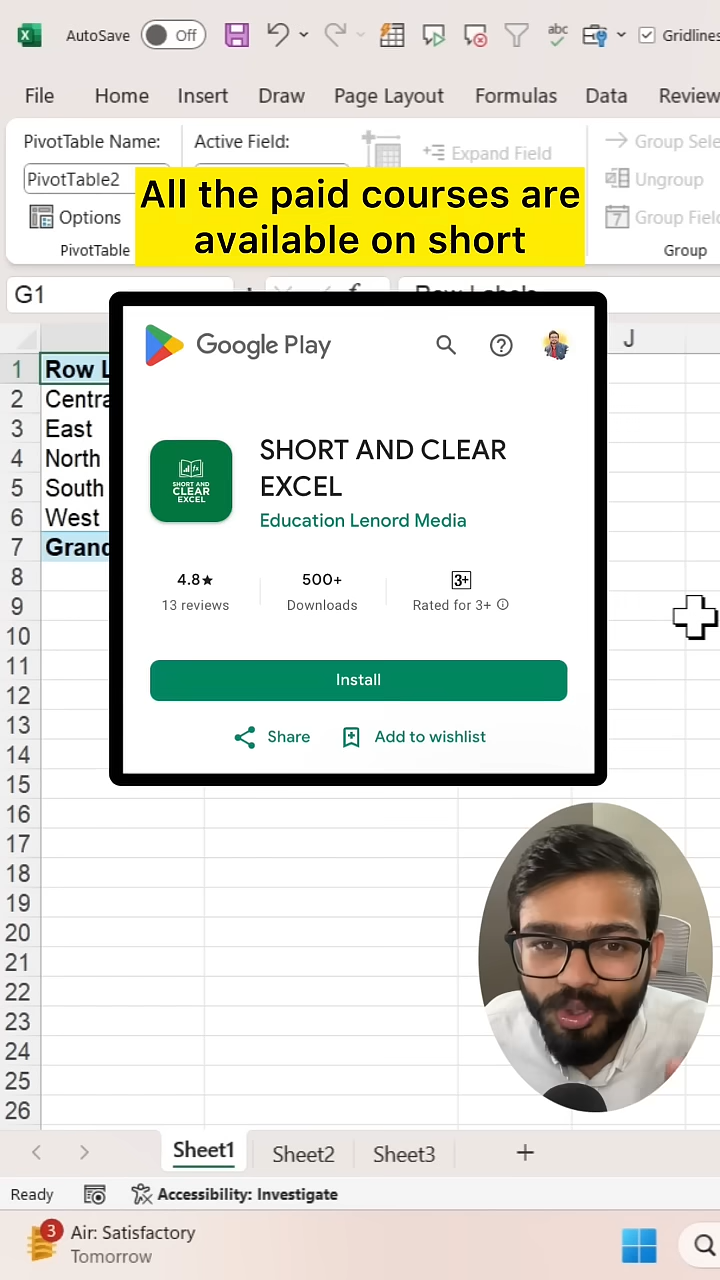 AutoSave
Off
abc
Gridlines
File
Home
Insert
Draw
Page Layout
Formulas
Data
Review
PivotTable Name:
Active Field:
PivotTable2
Expand Field
Group Sele
Options
Ungroup
7
Group Field
PivotTable
Group
All the paid courses are
available on short
G1
J
Google Play
SHORT AND CLEAR
EXCEL
Education Lenord Media
SHORT AND
CLEAR
EXCEL
4.8★
500+
3+
13 reviews
Downloads
Rated for 3+
Install
Share
Add to wishlist
1 Row L
2 Centra
3 East
4 North
5 South
6 West
7 Grand
8
9
10
11
12
13
14
15
16
17
18
19
20
21
22
23
24
25
26
Sheet1
Sheet2
Sheet3
+
Ready
Accessibility: Investigate
3
Air: Satisfactory
Tomorrow